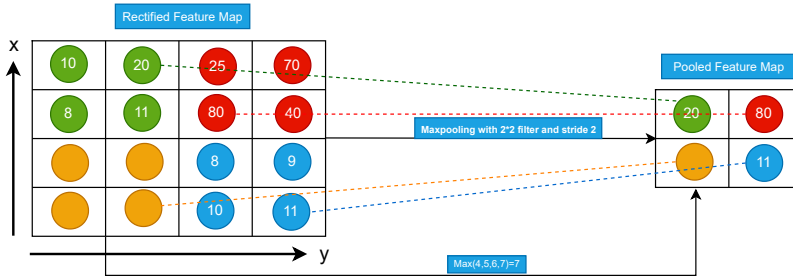 Rectified Feature Map
x
10 20 25 70
Pooled Feature Map
8 11 80 40
20 80
Maxpooling with 2*2 filter and stride 2
8 9
11
10 11
y
Max(4,5,6,7)=7